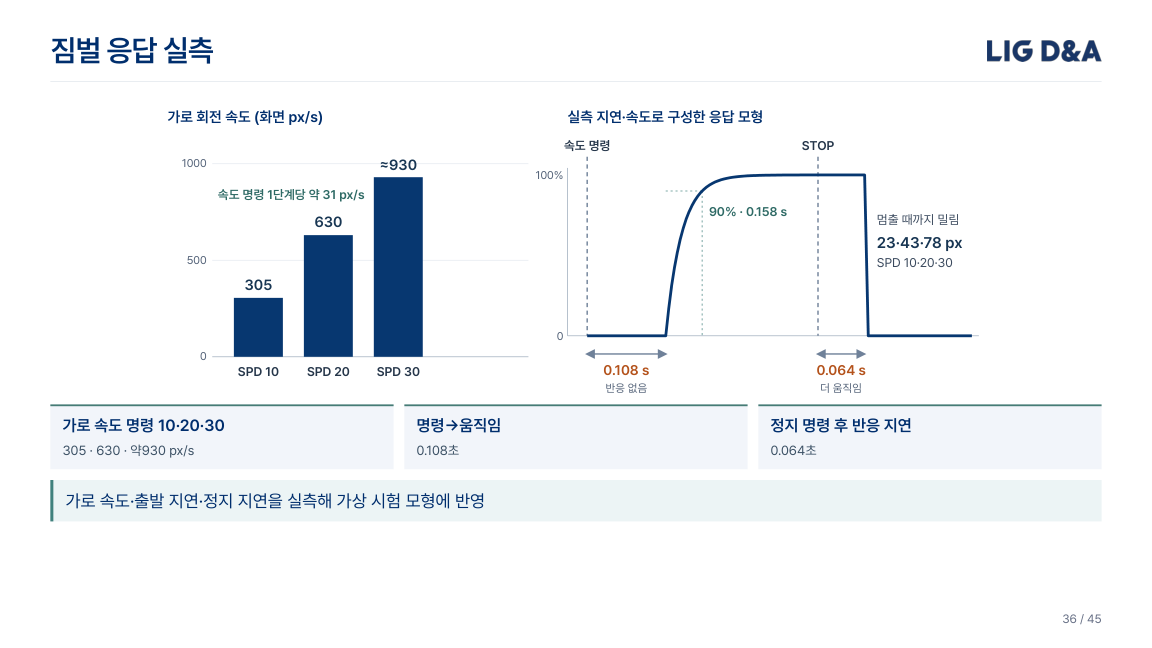 짐벌 응답 실측
LIG D&A
가로 회전 속도 (화면 px/s)
1000
500
0
속도 명령 1단계당 약 31 px/s
305
630
≈930
SPD 10
SPD 20
SPD 30
실측 지연·속도로 구성한 응답 모형
속도 명령
STOP
100%
0
90% · 0.158 s
멈출 때까지 밀림
23·43·78 px
SPD 10·20·30
0.108 s
반응 없음
0.064 s
더 움직임
가로 속도 명령 10·20·30
305 · 630 · 약930 px/s
명령→움직임
0.108초
정지 명령 후 반응 지연
0.064초
가로 속도·출발 지연·정지 지연을 실측해 가상 시험 모형에 반영
36 / 45